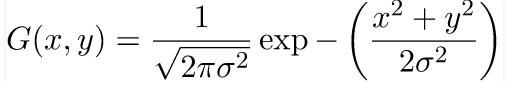 G(x, y) = \frac{1}{\sqrt{2\pi\sigma^2}} \exp - \left( \frac{x^2 + y^2}{2\sigma^2} \right)